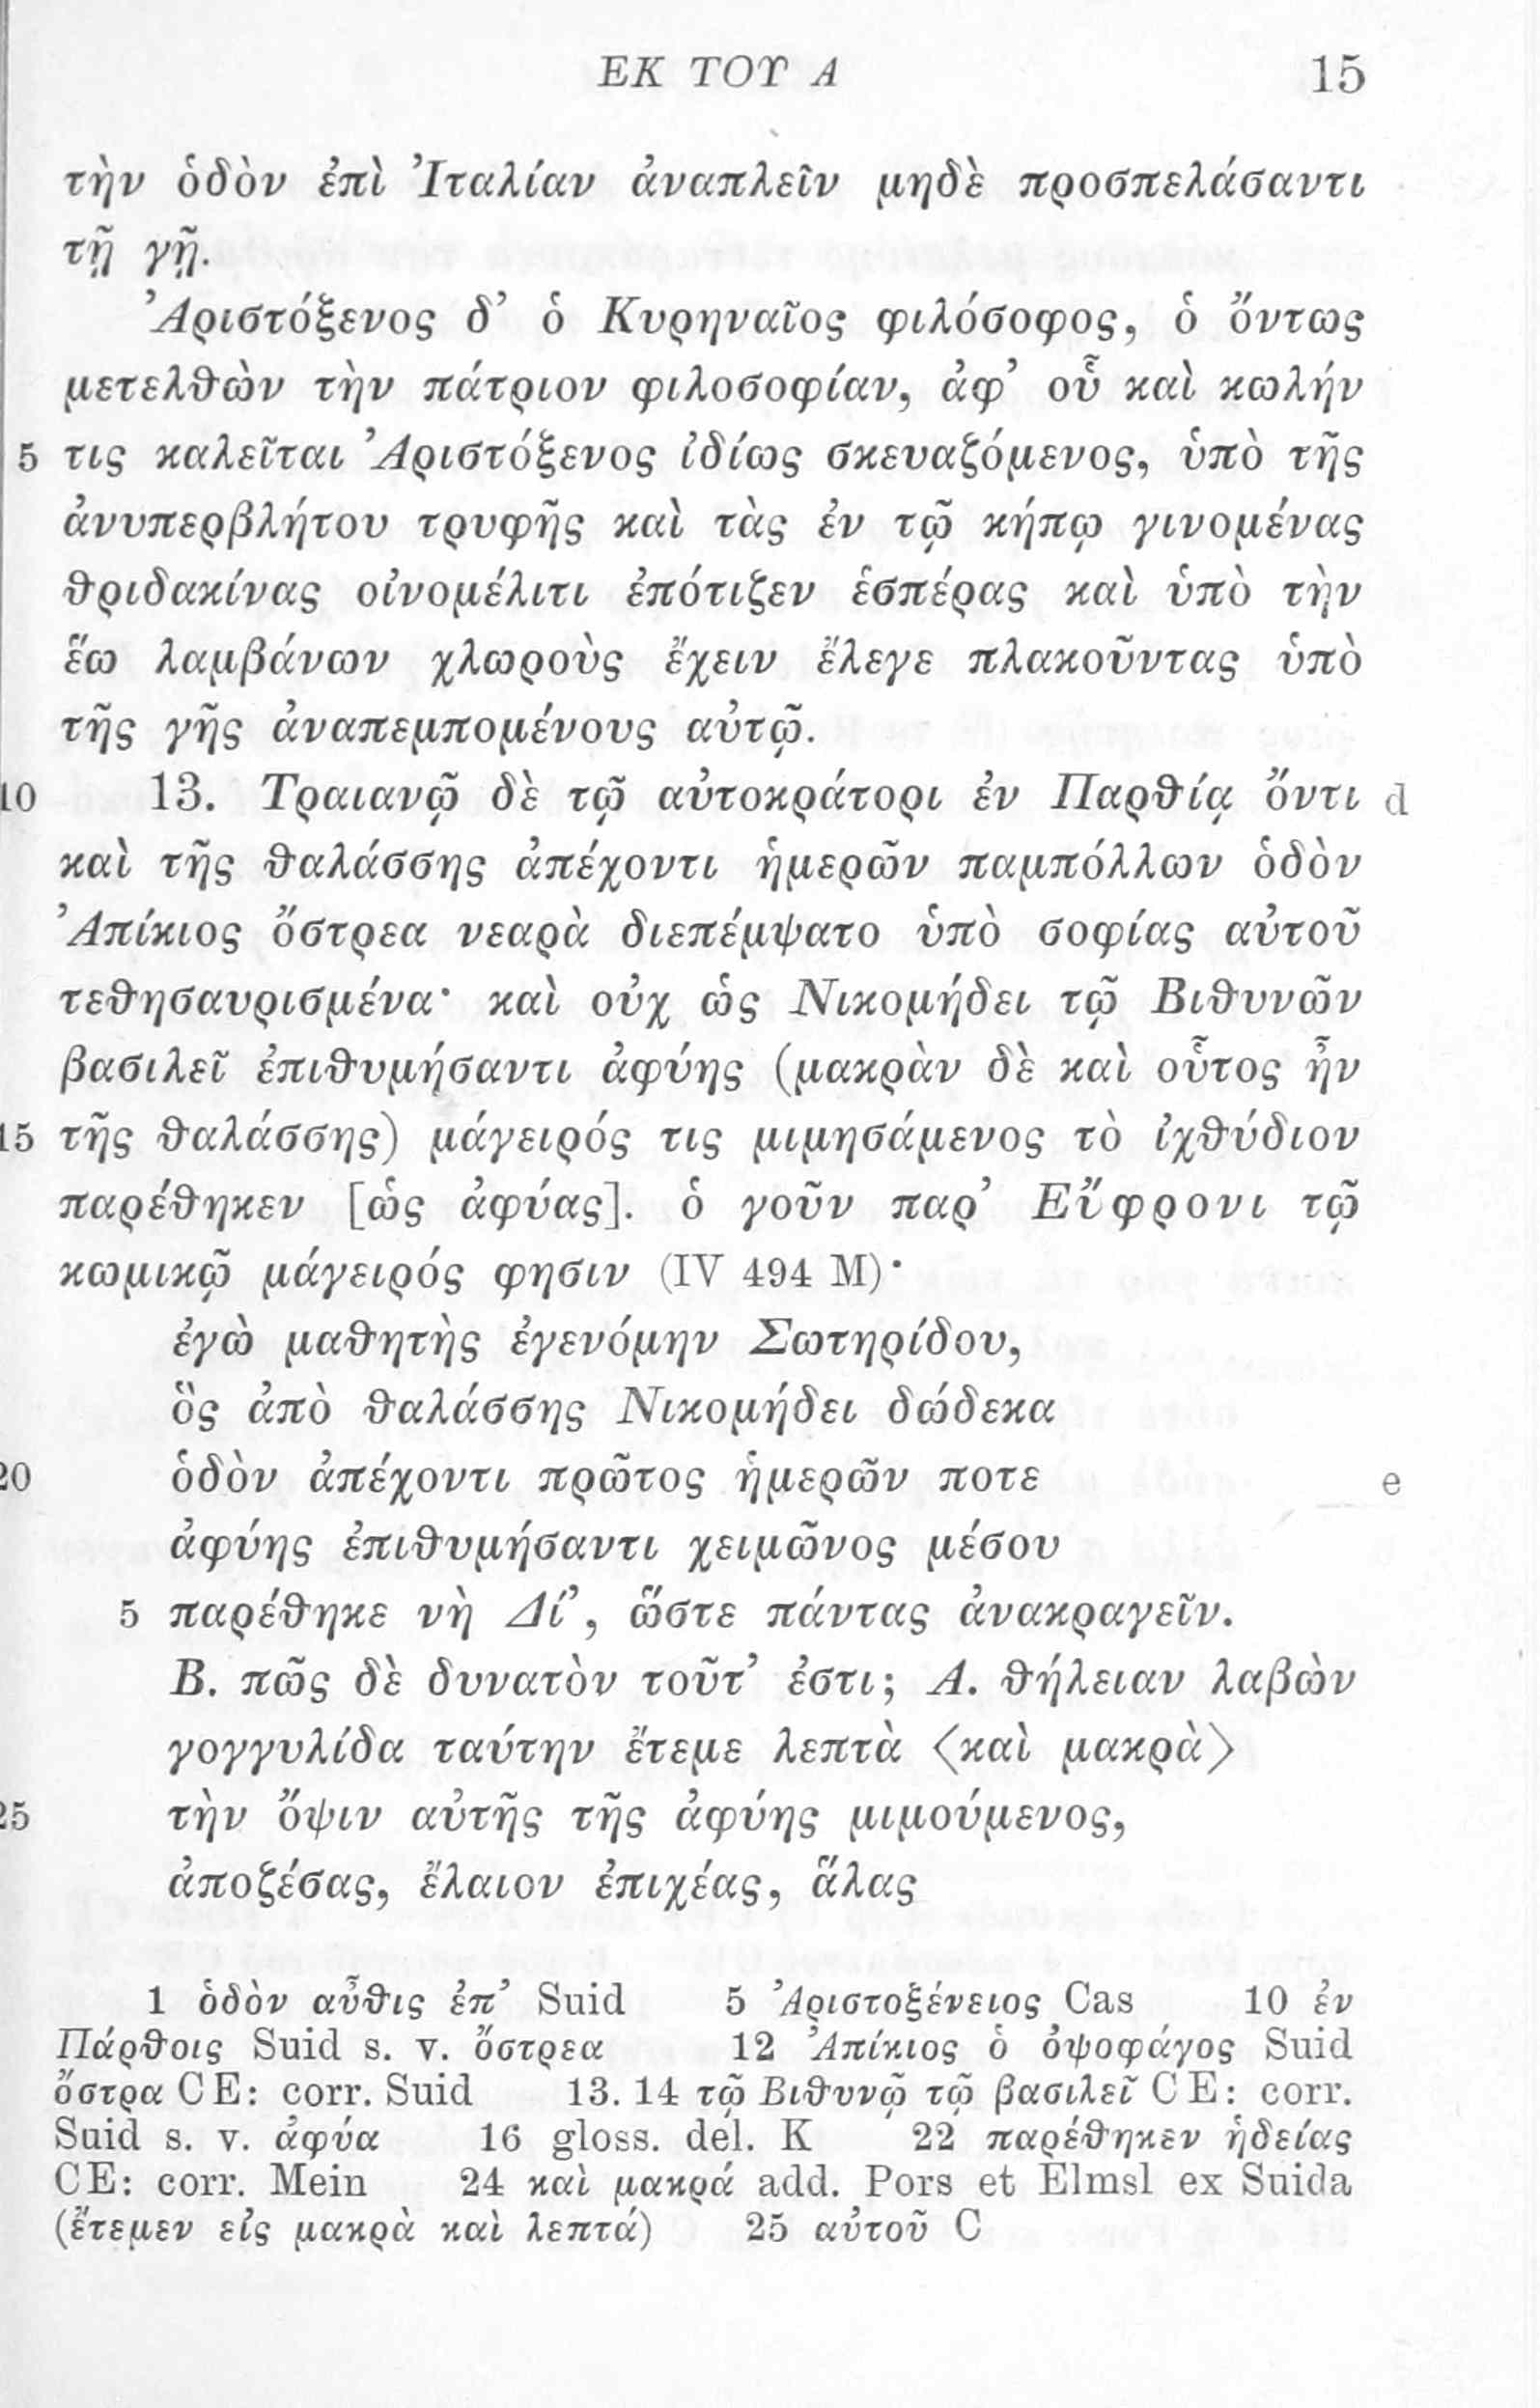 ΕΚ ΤΟΥ Α 15
τὴν ὁδὸν ἐπὶ Ἰταλίαν ἀναπλεῖν μηδὲ προσπελάσαντι
τῇ γῇ.
Ἀριστόξενος δ’ ὁ Κυρηναῖος φιλόσοφος, ὁ ὄντως
μετελθὼν τὴν πάτριον φιλοσοφίαν, ἀφ’ οὗ καὶ κωλήν
5 τις καλεῖται Ἀριστόξενος ἰδίως σκευαζόμενος, ὑπὸ τῆς
ἀνυπερβλήτου τρυφῆς καὶ τὰς ἐν τῷ κήπῳ γινομένας
θριδακίνας οἰνομέλιτι ἐπότιζεν ἑσπέρας καὶ ὑπὸ τὴν
ἕω λαμβάνων χλωροὺς ἔχειν ἔλεγε πλακοῦντας ὑπὸ
τῆς γῆς ἀναπεμπομένους αὐτῷ.
10 13. Τραιανῷ δὲ τῷ αὐτοκράτορι ἐν Παρθίᾳ ὄντι d
καὶ τῆς θαλάσσης ἀπέχοντι ἡμερῶν παμπόλλων ὁδὸν
Ἀπίκιος ὄστρεα νεαρὰ διεπέμψατο ὑπὸ σοφίας αὐτοῦ
τεθησαυρισμένα· καὶ οὐχ ὡς Νικομήδει τῷ Βιθυνῶν
βασιλεῖ ἐπιθυμήσαντι ἀφύης (μακρὰν δὲ καὶ οὗτος ἦν
15 τῆς θαλάσσης) μάγειρός τις μιμησάμενος τὸ ἰχθύδιον
παρέθηκεν [ὡς ἀφύας]. ὁ γοῦν παρ’ Εὔφρονι τῷ
κωμικῷ μάγειρός φησιν (IV 494 M)·
ἐγὼ μαθητὴς ἐγενόμην Σωτηρίδου,
ὃς ἀπὸ θαλάσσης Νικομήδει δώδεκα
20 ὁδὸν ἀπέχοντι πρῶτος ἡμερῶν ποτε e
ἀφύης ἐπιθυμήσαντι χειμῶνος μέσου
5 παρέθηκε νὴ Δί’, ὥστε πάντας ἀνακραγεῖν.
Β. πῶς δὲ δυνατὸν τοῦτ’ ἐστι; Α. θήλειαν λαβὼν
γογγυλίδα ταύτην ἔτεμε λεπτὰ ⟨καὶ μακρὰ⟩
25 τὴν ὄψιν αὐτῆς τῆς ἀφύης μιμούμενος,
ἀποζέσας, ἔλαιον ἐπιχέας, ἅλας
1 ὁδὸν αὖθις ἐπ’ Suid 5 Ἀριστοξένειος Cas 10 ἐν
Πάρθοις Suid s. v. ὄστρεα 12 Ἀπίκιος ὁ ὀψοφάγος Suid
ὄστρα CE: corr. Suid 13. 14 τῷ Βιθυνῷ τῷ βασιλεῖ CE: corr.
Suid s. v. ἀφύα 16 gloss. del. K 22 παρέθηκεν ἡδείας
CE: corr. Mein 24 καὶ μακρά add. Pors et Elmsl ex Suida
(ἔτεμεν εἰς μακρὰ καὶ λεπτά) 25 αὐτοῦ C